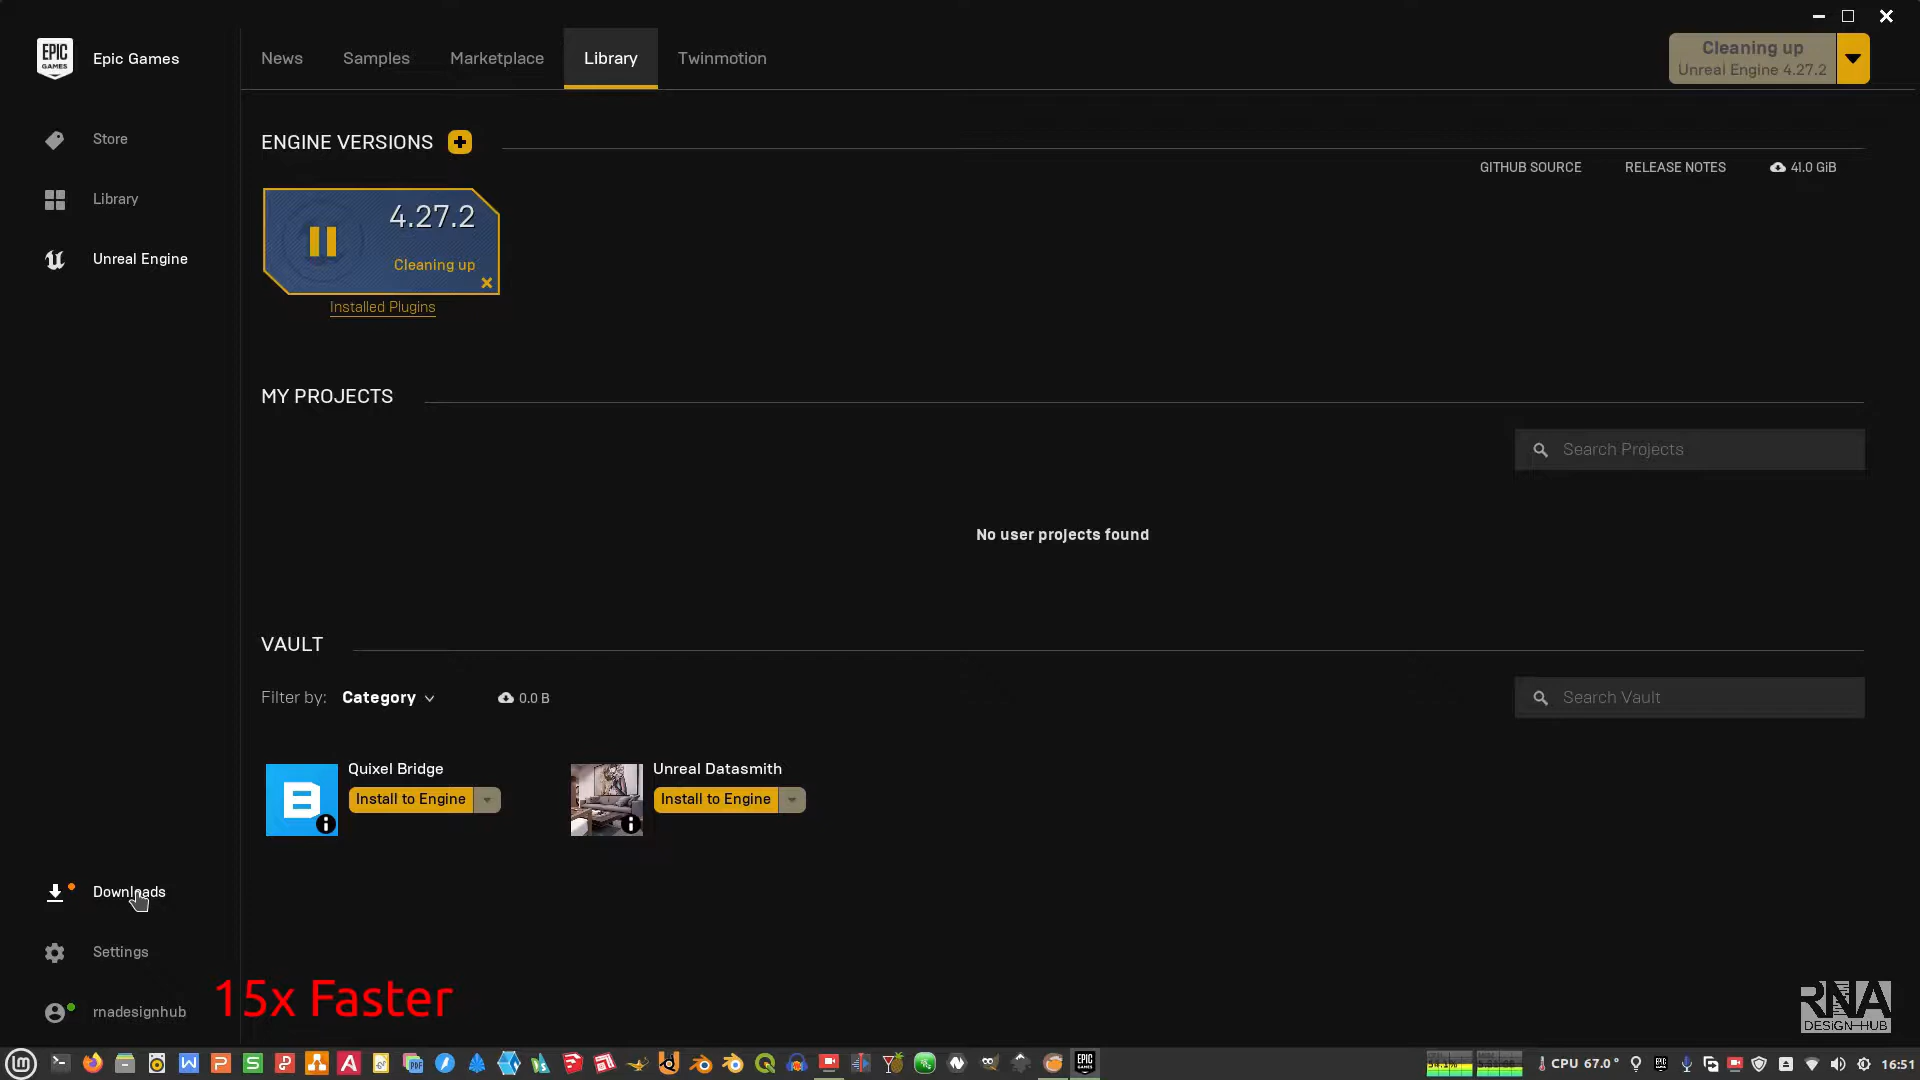 EPIC GAMES
Epic Games
News
Samples
Marketplace
Library
Twinmotion
Cleaning up
Unreal Engine 4.27.2
Store
Library
Unreal Engine
ENGINE VERSIONS
GITHUB SOURCE
RELEASE NOTES
41.0 GiB
4.27.2
Cleaning up
Installed Plugins
MY PROJECTS
Search Projects
No user projects found
VAULT
Filter by:
Category
0.0 B
Search Vault
Quixel Bridge
Install to Engine
Unreal Datasmith
Install to Engine
Downloads
Settings
rnadesignhub
15x Faster
RNA
DESIGN-HUB
CPU 67.0°
16:51